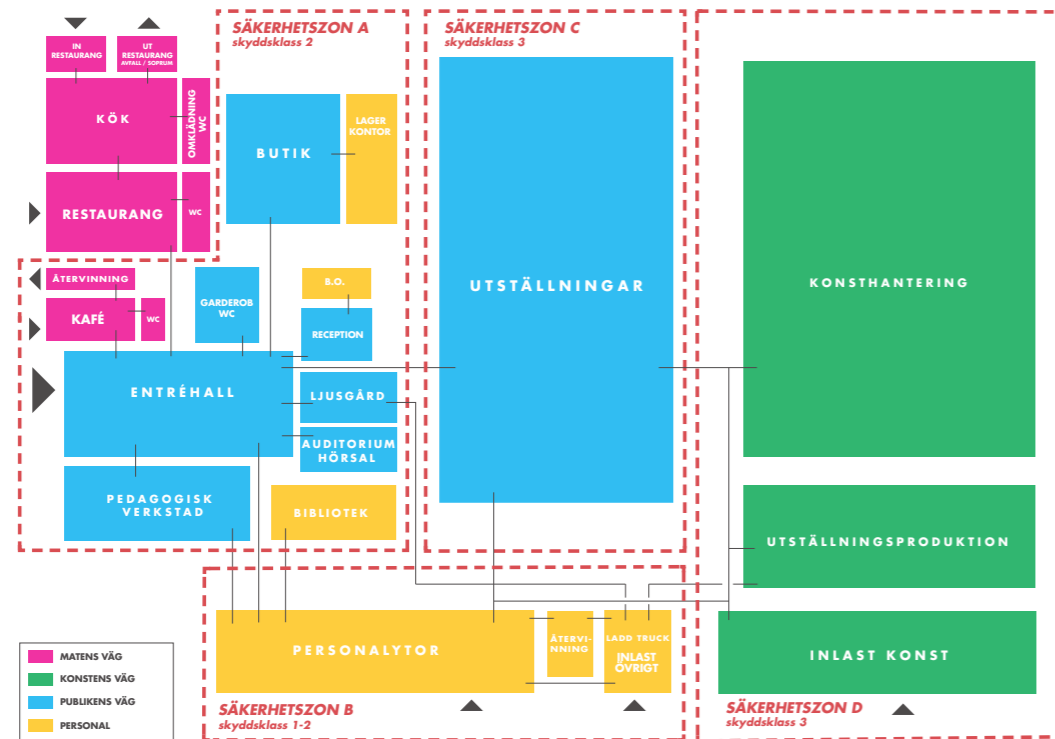 SÄKERHETSZON A
skyddsklass 2
SÄKERHETSZON C
skyddsklass 3
IN
RESTAURANG
UT
RESTAURANG
AVFALL / SOPRUM
KÖK
OMKLÄDNING
WC
BUTIK
LAGER
KONTOR
RESTAURANG
WC
ÅTERVINNING
KAFÉ
WC
GARDEROB
WC
B.O.
RECEPTION
UTSTÄLLNINGAR
KONSTHANTERING
ENTRÉHALL
LJUSGÅRD
AUDITORIUM
HÖRSAL
PEDAGOGISK
VERKSTAD
BIBLIOTEK
UTSTÄLLNINGSPRODUKTION
PERSONALYTOR
ÅTERVI-
NNING
LADD TRUCK
INLAST
ÖVRIGT
INLAST KONST
MATENS VÄG
KONSTENS VÄG
PUBLIKENS VÄG
PERSONAL
SÄKERHETSZON B
skyddsklass 1-2
SÄKERHETSZON D
skyddsklass 3